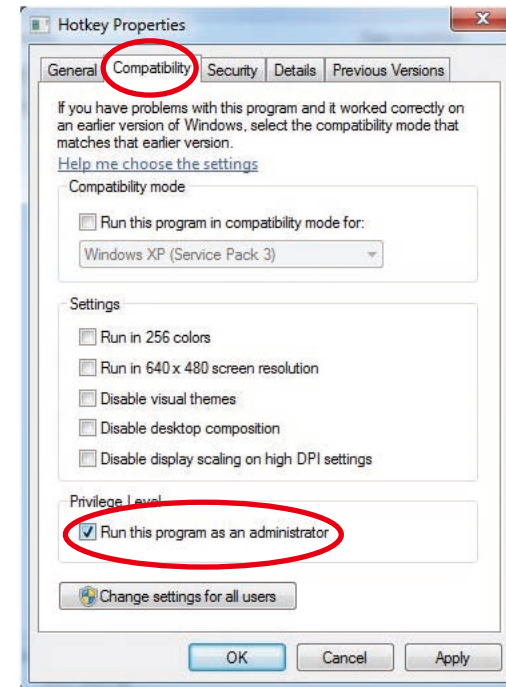 Hotkey Properties
General Compatibility Security Details Previous Versions
If you have problems with this program and it worked correctly on
an earlier version of Windows, select the compatibility mode that
matches that earlier version.
Help me choose the settings
Compatibility mode
Run this program in compatibility mode for:
Windows XP (Service Pack 3)
Settings
Run in 256 colors
Run in 640 x 480 screen resolution
Disable visual themes
Disable desktop composition
Disable display scaling on high DPI settings
Privilege Level
Run this program as an administrator
Change settings for all users
OK Cancel Apply